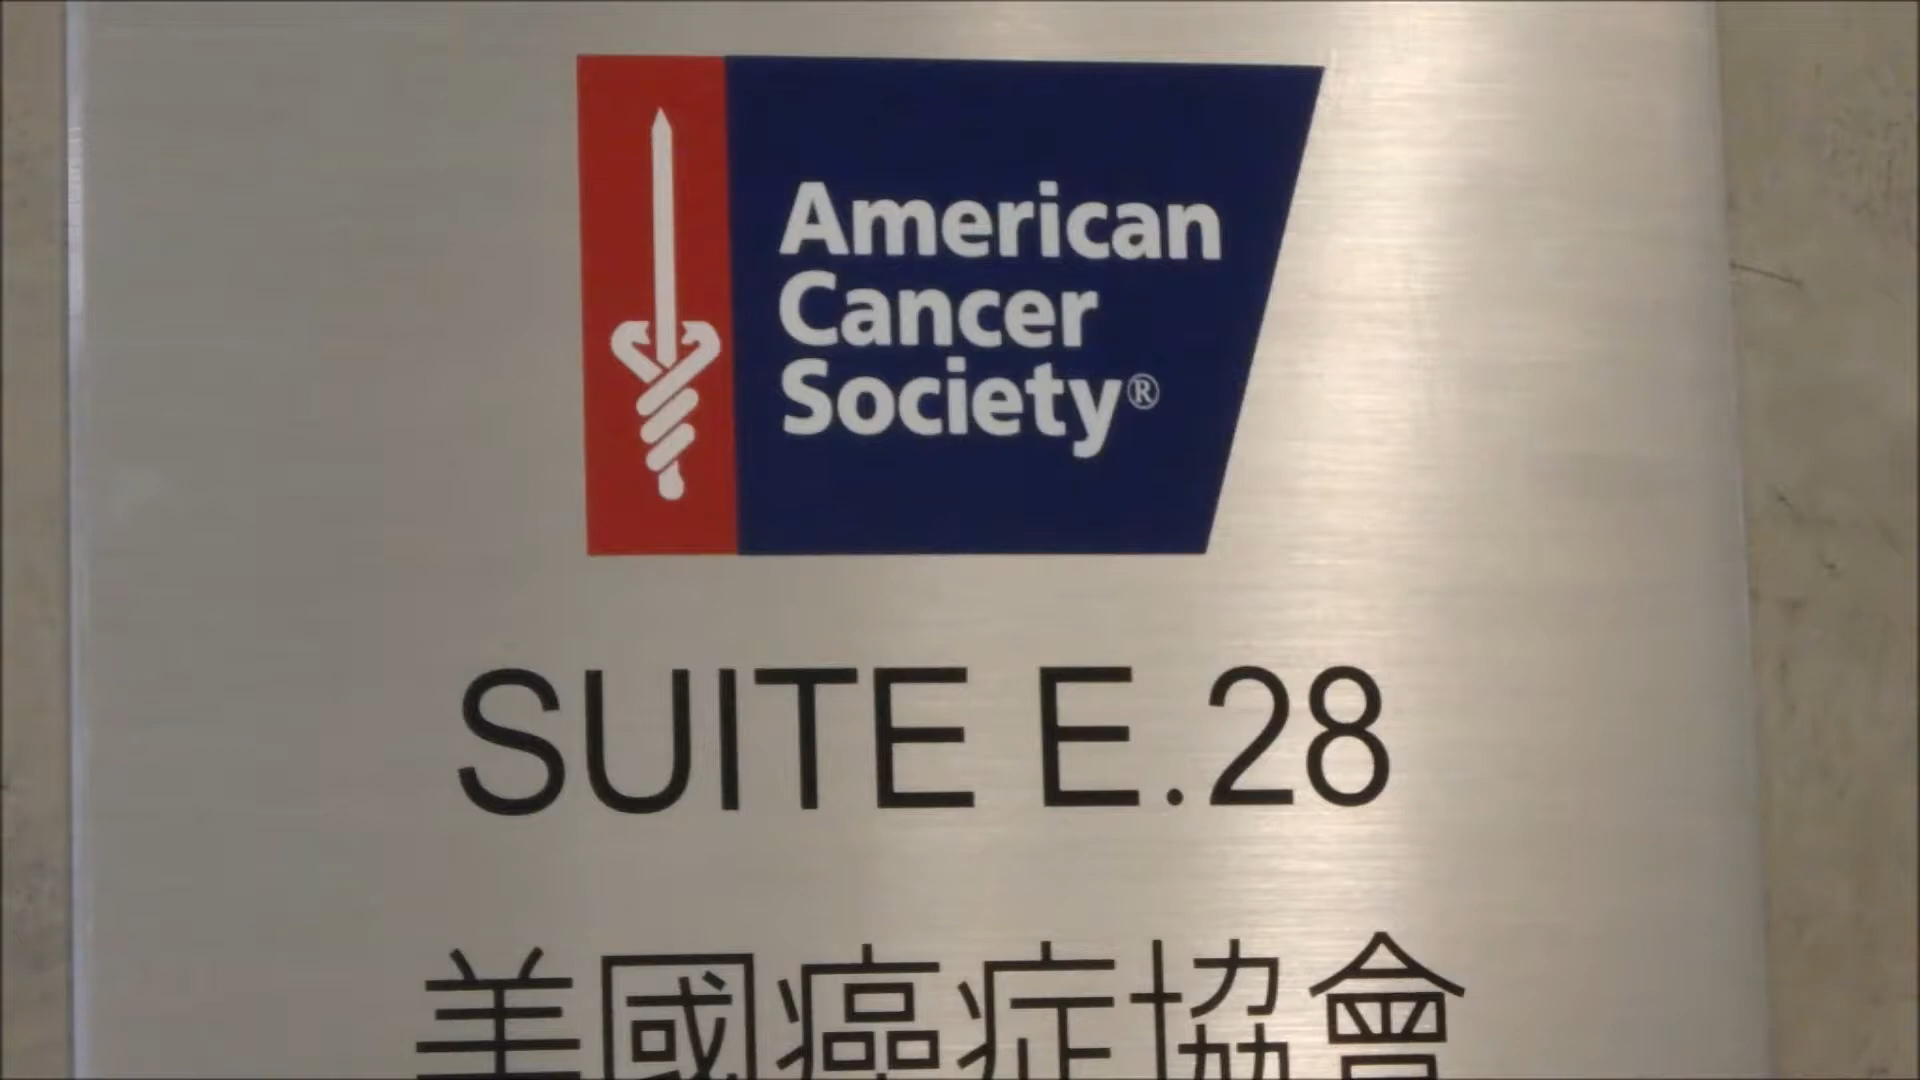 American
Cancer
Society®
SUITE E.28
美國癌症協會